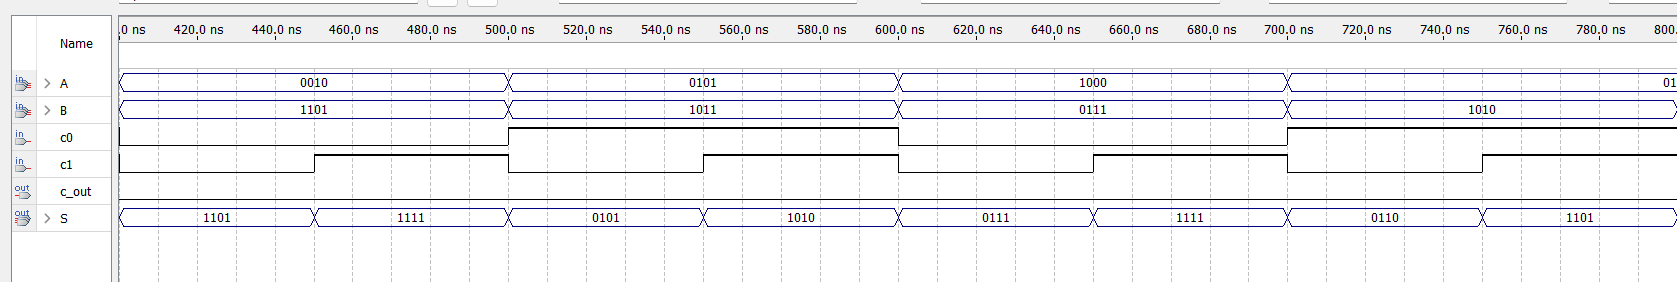 .0 ns 420.0 ns 440.0 ns 460.0 ns 480.0 ns 500.0 ns 520.0 ns 540.0 ns 560.0 ns 580.0 ns 600.0 ns 620.0 ns 640.0 ns 660.0 ns 680.0 ns 700.0 ns 720.0 ns 740.0 ns 760.0 ns 780.0 ns 800.
Name
in > A 0010 0101 1000 01
in > B 1101 1011 0111 1010
in c0
in c1
out c_out
out > S 1101 1111 0101 1010 0111 1111 0110 1101